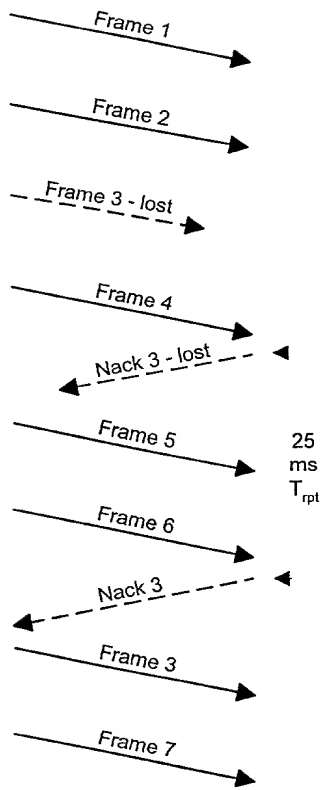 Frame 1
Frame 2
Frame 3 - lost
Frame 4
Nack 3 - lost
Frame 5
25
ms
Trpt
Frame 6
Nack 3
Frame 3
Frame 7